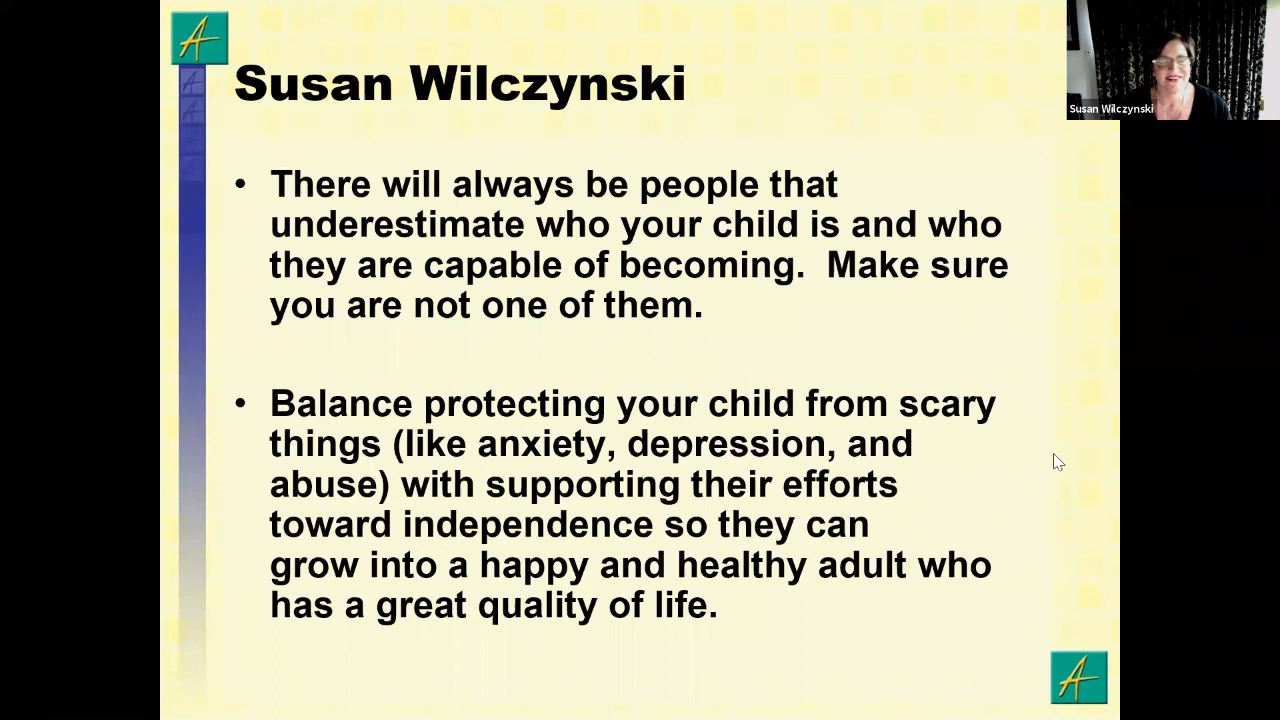 Susan Wilczynski
Susan Wilczynski
• There will always be people that
underestimate who your child is and who
they are capable of becoming.  Make sure
you are not one of them.
• Balance protecting your child from scary
things (like anxiety, depression, and
abuse) with supporting their efforts
toward independence so they can
grow into a happy and healthy adult who
has a great quality of life.